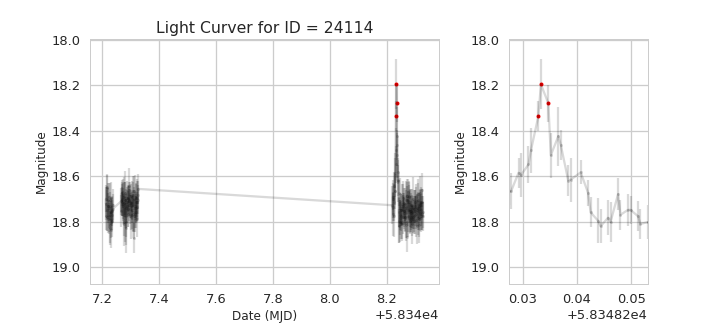 Light Curver for ID = 24114
18.0
18.2
18.4
18.6
18.8
19.0
Magnitude
7.2 7.4 7.6 7.8 8.0 8.2
Date (MJD)
+5.834e4
18.0
18.2
18.4
18.6
18.8
19.0
Magnitude
0.03 0.04 0.05
+5.83482e4